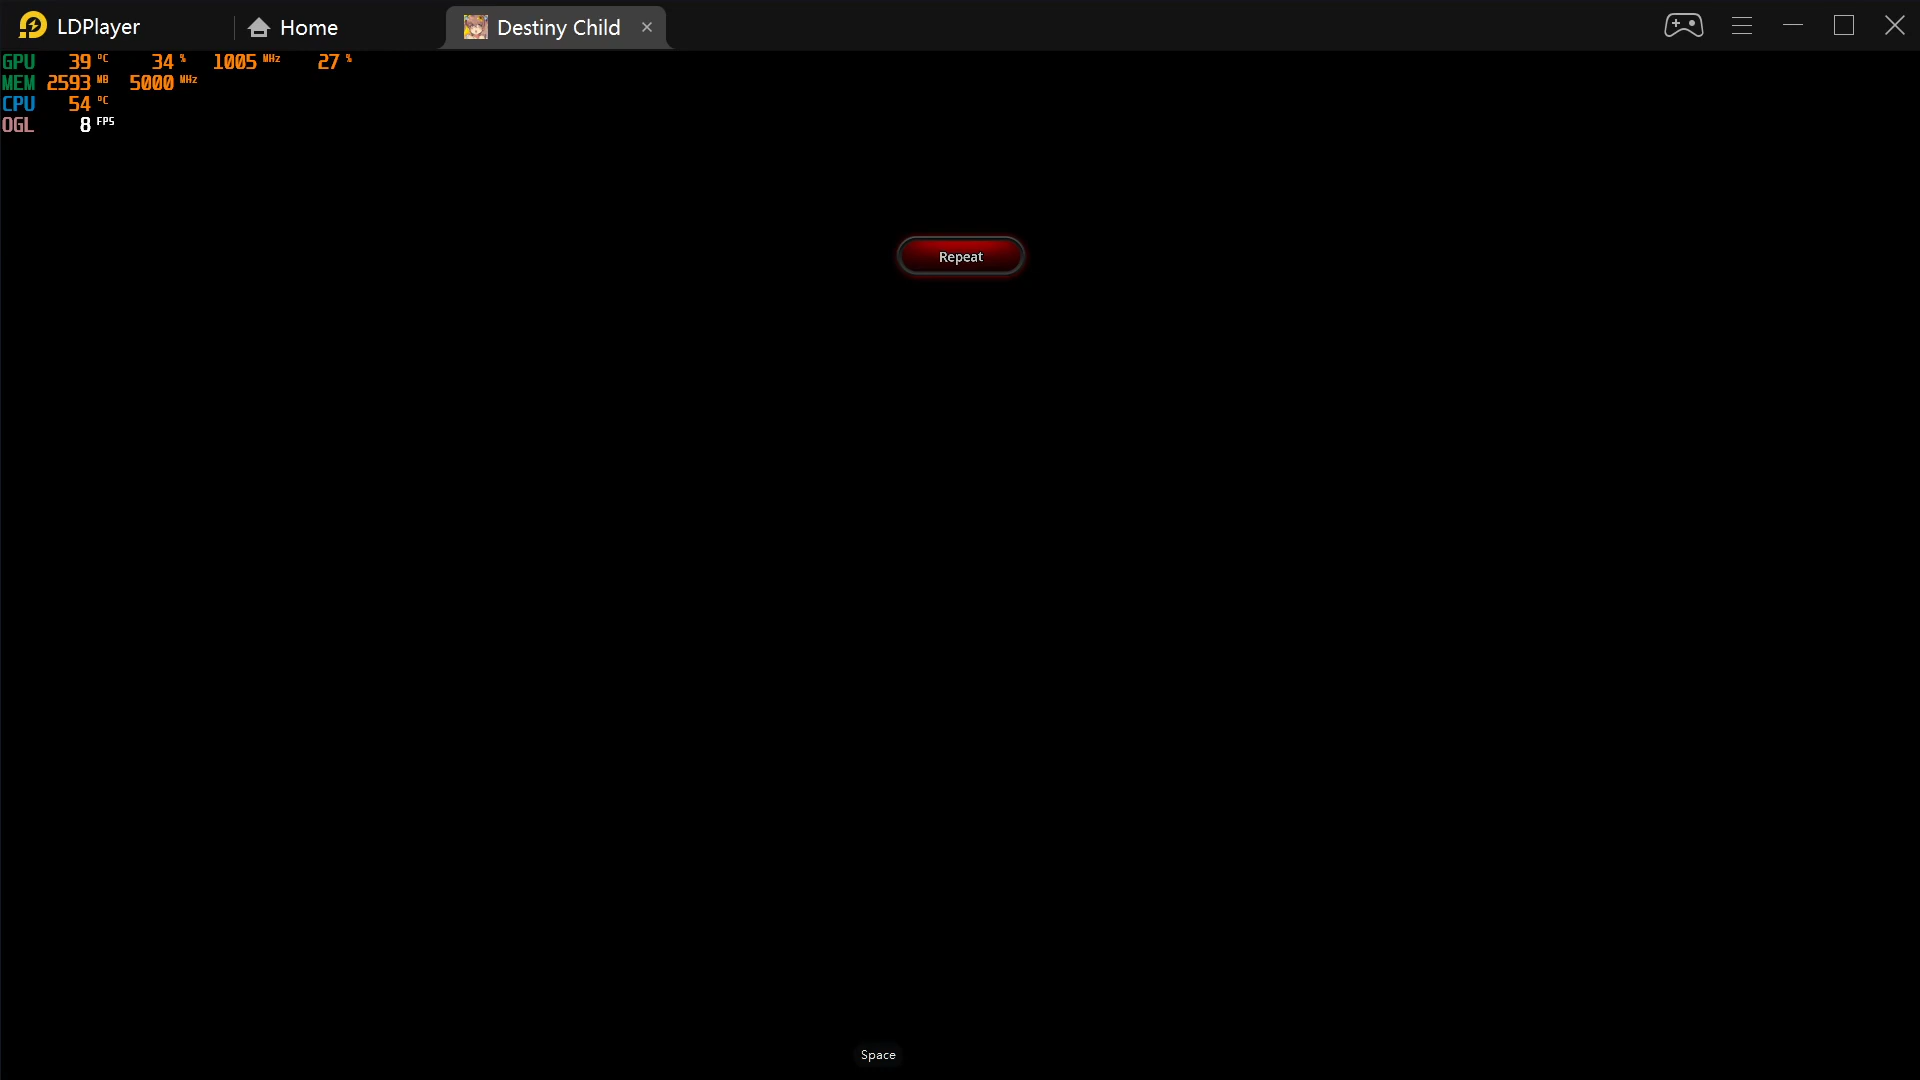 LDPlayer Home Destiny Child
GPU 39 °C 34 % 1005 MHz 27 %
MEM 2593 MB 5000 MHz
CPU 54 °C
OGL 8 FPS
Repeat
Space